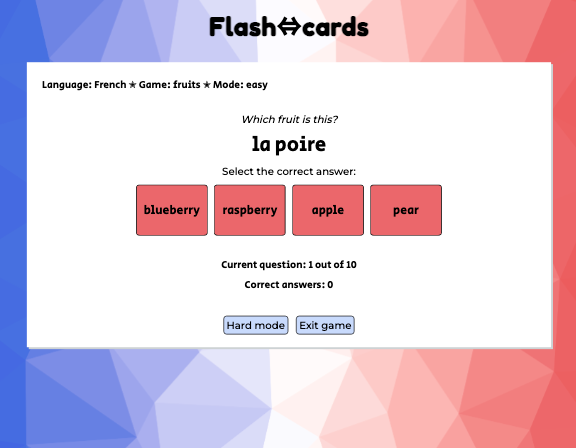 Flash⇔cards
Language: French ★ Game: fruits ★ Mode: easy
Which fruit is this?
la poire
Select the correct answer:
blueberry raspberry apple pear
Current question: 1 out of 10
Correct answers: 0
Hard mode Exit game